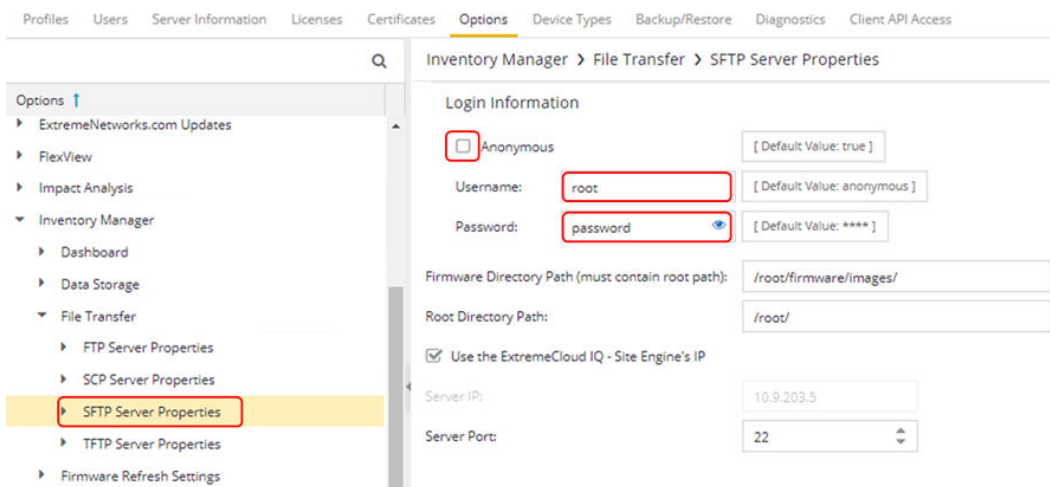 Profiles Users Server Information Licenses Certificates Options Device Types Backup/Restore Diagnostics Client API Access
Options
ExtremeNetworks.com Updates
FlexView
Impact Analysis
Inventory Manager
Dashboard
Data Storage
File Transfer
FTP Server Properties
SCP Server Properties
SFTP Server Properties
TFTP Server Properties
Firmware Refresh Settings
Inventory Manager > File Transfer > SFTP Server Properties
Login Information
Anonymous [ Default Value: true ]
Username: root [ Default Value: anonymous ]
Password: password [ Default Value: **** ]
Firmware Directory Path (must contain root path): /root/firmware/images/
Root Directory Path: /root/
Use the ExtremeCloud IQ - Site Engine's IP
Server IP: 10.9.203.5
Server Port: 22